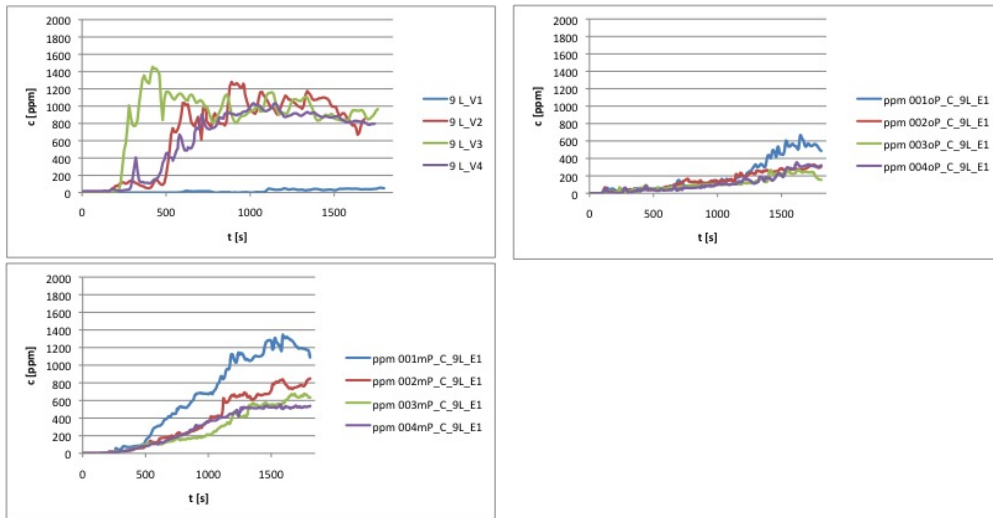 2000
1800
1600
1400
1200
1000
800
600
400
200
0
c [ppm]
0 500 1000 1500
t [s]
9 L_V1
9 L_V2
9 L_V3
9 L_V4
2000
1800
1600
1400
1200
1000
800
600
400
200
0
c [ppm]
0 500 1000 1500
t [s]
ppm 001oP_C_9L_E1
ppm 002oP_C_9L_E1
ppm 003oP_C_9L_E1
ppm 004oP_C_9L_E1
2000
1800
1600
1400
1200
1000
800
600
400
200
0
c [ppm]
0 500 1000 1500
t [s]
ppm 001mP_C_9L_E1
ppm 002mP_C_9L_E1
ppm 003mP_C_9L_E1
ppm 004mP_C_9L_E1